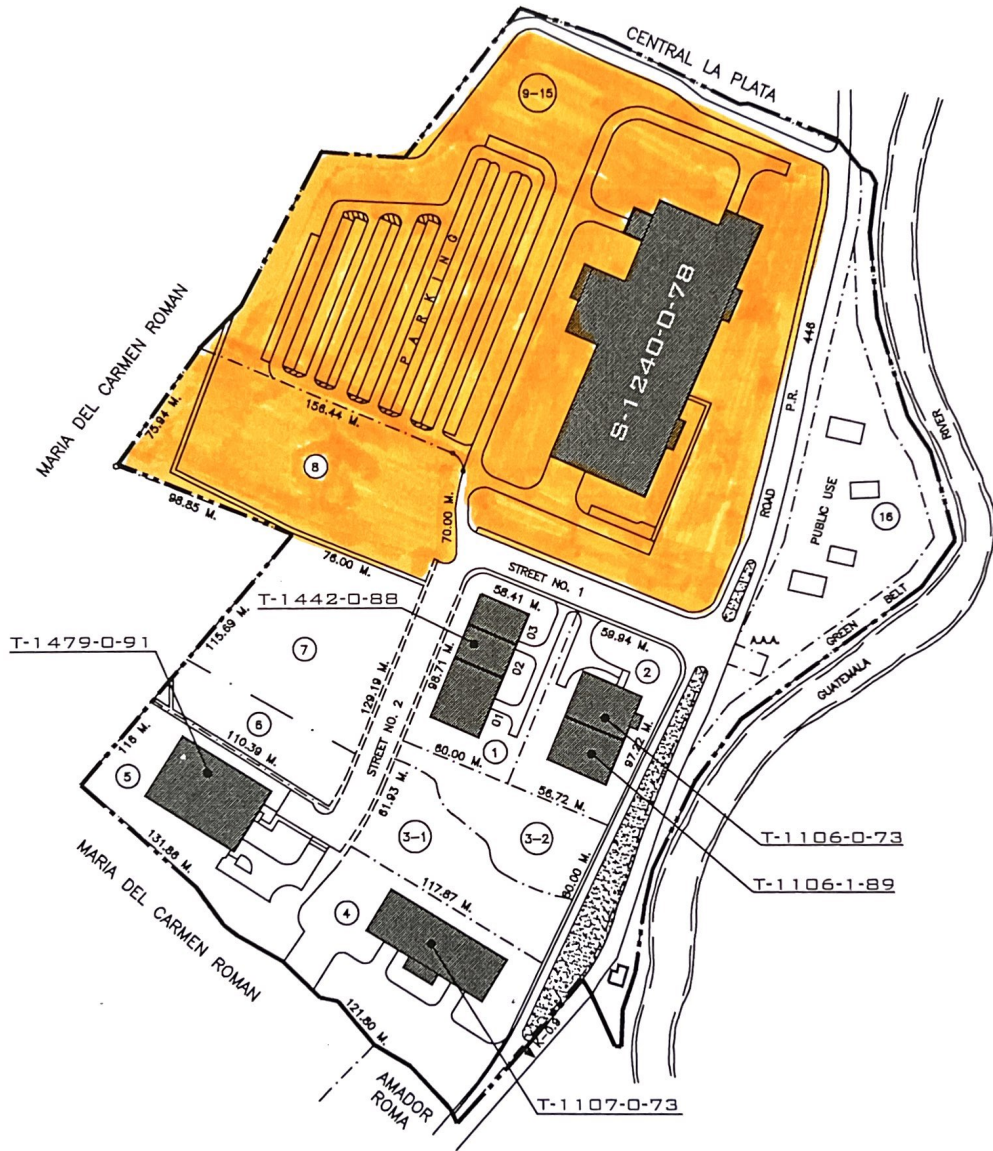 CENTRAL LA PLATA
9-15
PARKING
S-1240-0-78
446
P.R.
ROAD
MARIA DEL CARMEN ROMAN
75.94 M.
156.44 M.
8
98.85 M.
76.00 M.
70.00 M.
PUBLIC USE
16
RIVER
GREEN BELT
GUATEMALA
STREET NO. 1
T-1442-0-88
58.41 M.
03
02
01
59.94 M.
2
T-1479-0-91
115.69 M.
7
129.19 M.
98.71 M.
STREET NO. 2
6
110.39 M.
116 M.
5
1
60.00 M.
97.22 M.
56.72 M.
61.93 M.
3-1
3-2
60.00 M.
T-1106-0-73
T-1106-1-89
131.86 M.
MARIA DEL CARMEN ROMAN
117.87 M.
4
121.80 M.
K-0.9
AMADOR
ROMA
T-1107-0-73